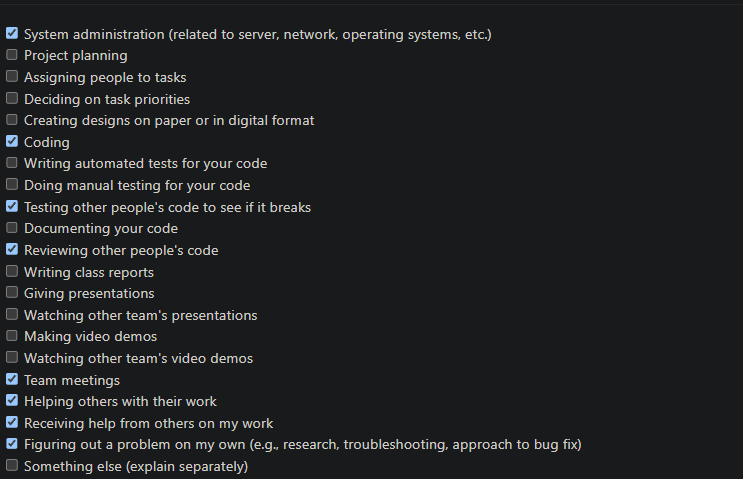 System administration (related to server, network, operating systems, etc.)
Project planning
Assigning people to tasks
Deciding on task priorities
Creating designs on paper or in digital format
Coding
Writing automated tests for your code
Doing manual testing for your code
Testing other people's code to see if it breaks
Documenting your code
Reviewing other people's code
Writing class reports
Giving presentations
Watching other team's presentations
Making video demos
Watching other team's video demos
Team meetings
Helping others with their work
Receiving help from others on my work
Figuring out a problem on my own (e.g., research, troubleshooting, approach to bug fix)
Something else (explain separately)